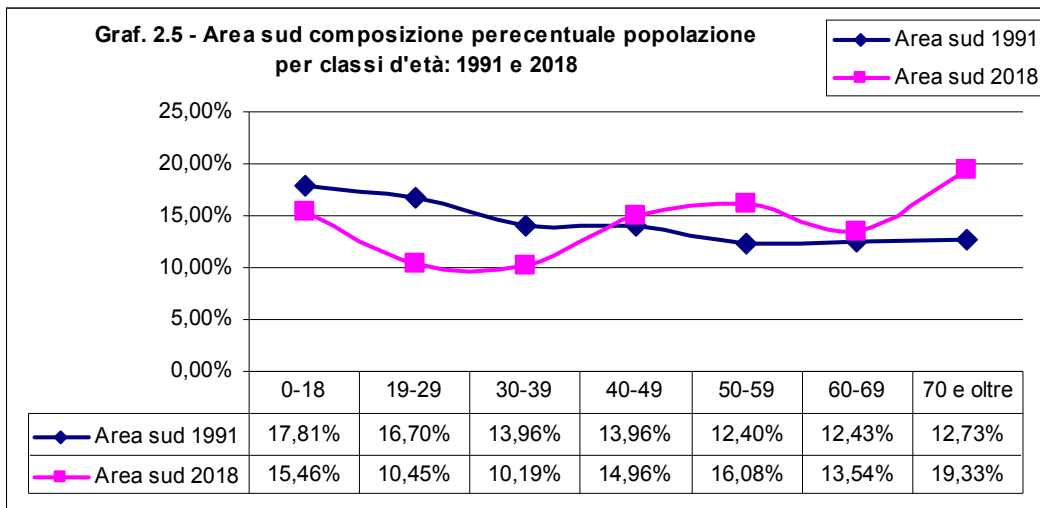 Graf. 2.5 - Area sud composizione perecentuale popolazione
per classi d'età: 1991 e 2018
Area sud 1991
Area sud 2018
25,00%
20,00%
15,00%
10,00%
5,00%
0,00%
0-18 19-29 30-39 40-49 50-59 60-69 70 e oltre
Area sud 1991 17,81% 16,70% 13,96% 13,96% 12,40% 12,43% 12,73%
Area sud 2018 15,46% 10,45% 10,19% 14,96% 16,08% 13,54% 19,33%